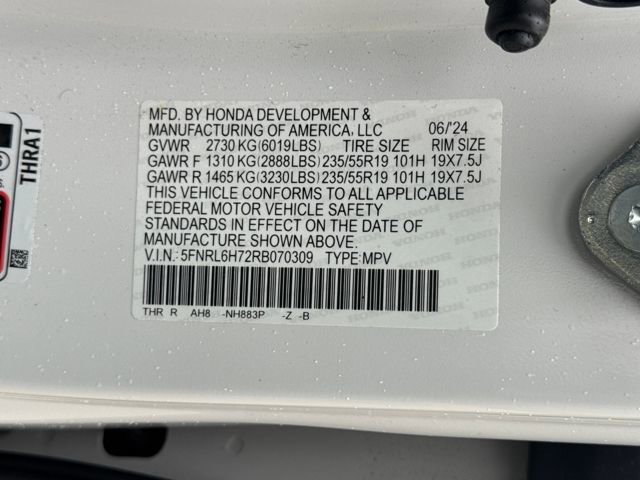 MFD. BY HONDA DEVELOPMENT &
MANUFACTURING OF AMERICA, LLC 06/'24
GVWR 2730 KG(6019LBS) TIRE SIZE RIM SIZE
GAWR F 1310 KG(2888LBS) 235/55R19 101H 19X7.5J
GAWR R 1465 KG(3230LBS) 235/55R19 101H 19X7.5J
THIS VEHICLE CONFORMS TO ALL APPLICABLE
FEDERAL MOTOR VEHICLE SAFETY
STANDARDS IN EFFECT ON THE DATE OF
MANUFACTURE SHOWN ABOVE.
V.I.N.: 5FNRL6H72RB070309 TYPE:MPV
THR R AH8 -NH883P -Z -B
THRA1